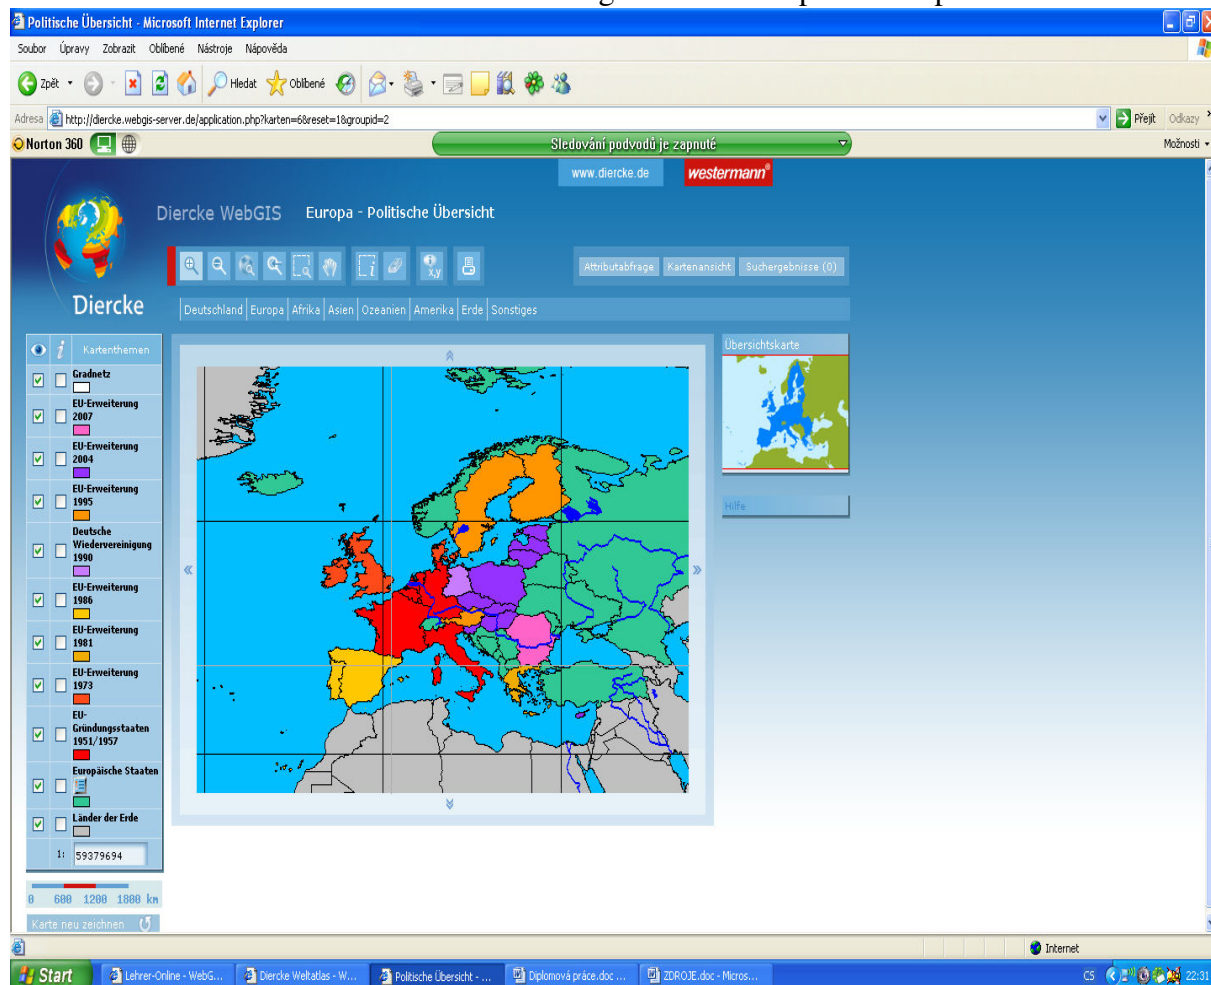 Politische Übersicht - Microsoft Internet Explorer
Soubor Úpravy Zobrazit Oblíbené Nástroje Nápověda
Zpět Hledat Oblíbené
Adresa http://diercke.webgis-server.de/application.php?karten=6&reset=1&groupid=2 Přejít Odkazy
Norton 360 Sledování podvodů je zapnuté Možnosti
www.diercke.de westermann
Diercke WebGIS Europa - Politische Übersicht
x,y
Attributabfrage Kartenansicht Suchergebnisse (0)
Diercke
Deutschland Europa Afrika Asien Ozeanien Amerika Erde Sonstiges
i Kartenthemen
Gradnetz
EU-Erweiterung
2007
EU-Erweiterung
2004
EU-Erweiterung
1995
Deutsche
Wiedervereinigung
1990
EU-Erweiterung
1986
EU-Erweiterung
1981
EU-Erweiterung
1973
EU-
Gründungsstaaten
1951/1957
Europäische Staaten
Länder der Erde
1: 59379694
0 600 1200 1800 km
Karte neu zeichnen
Übersichtskarte
Hilfe
Internet
Start Lehrer-Online - WebG... Diercke Weltatlas - W... Politische Übersicht - ... Diplomová práce.doc ... ZDROJE.doc - Micros... CS 22:31